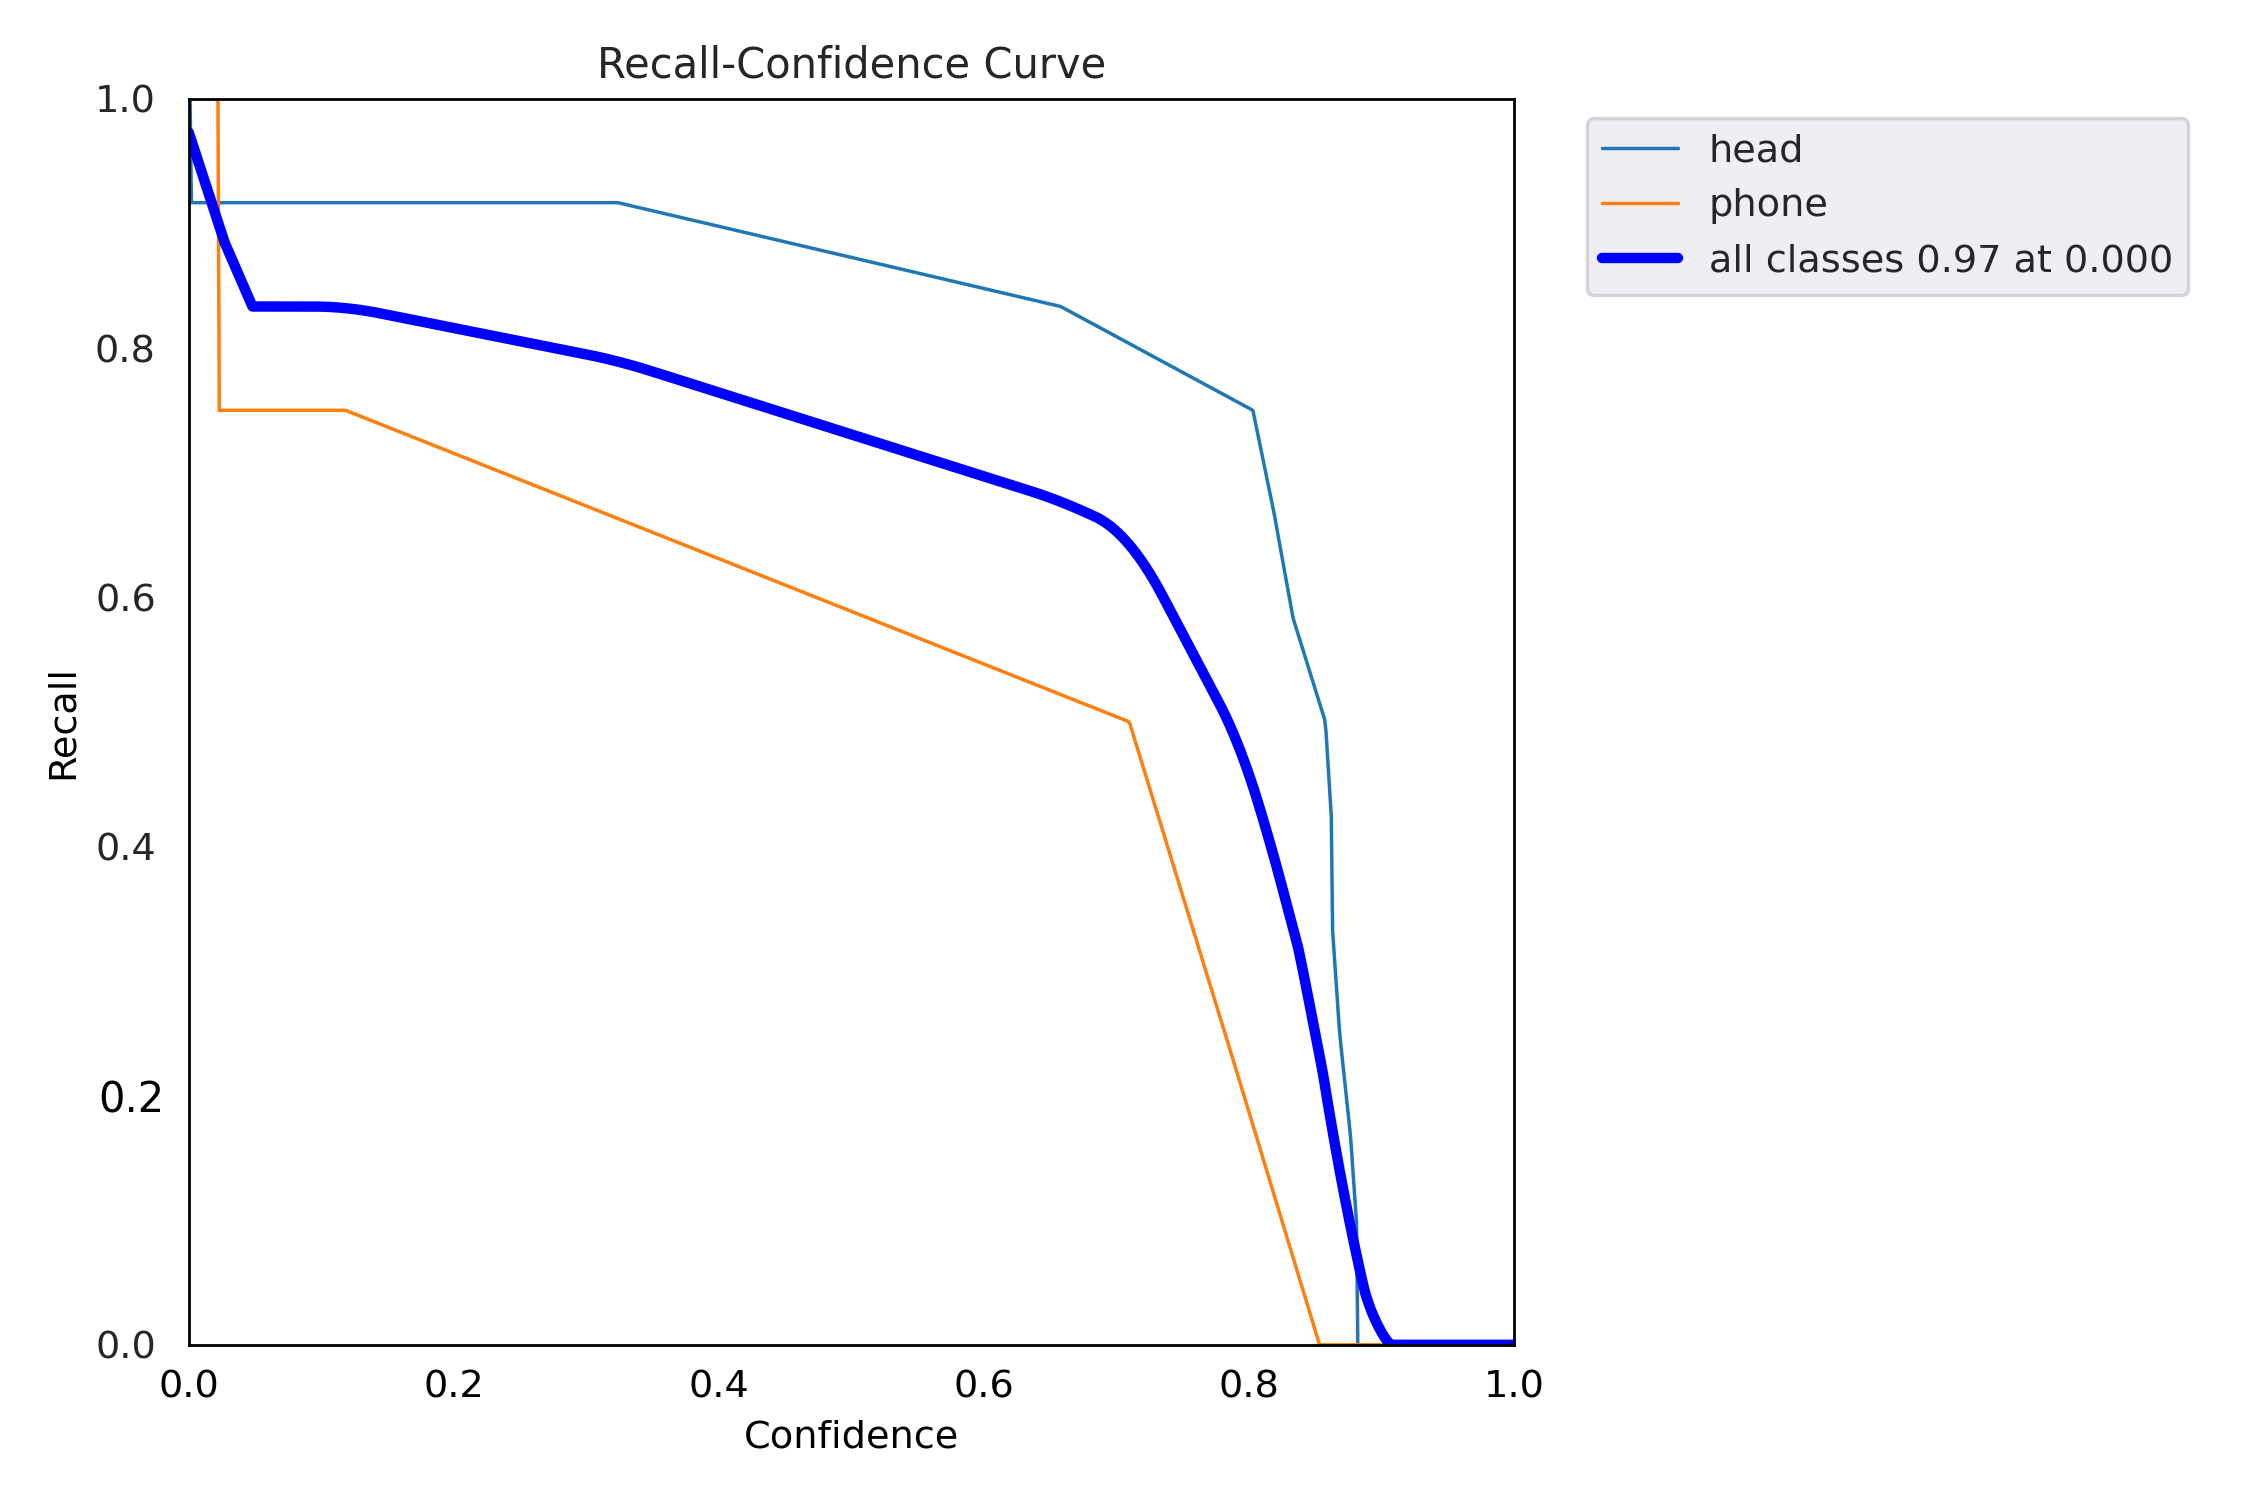 Recall-Confidence Curve
1.0
0.8
0.6
0.4
0.2
0.0
Recall
0.0 0.2 0.4 0.6 0.8 1.0
Confidence
head
phone
all classes 0.97 at 0.000